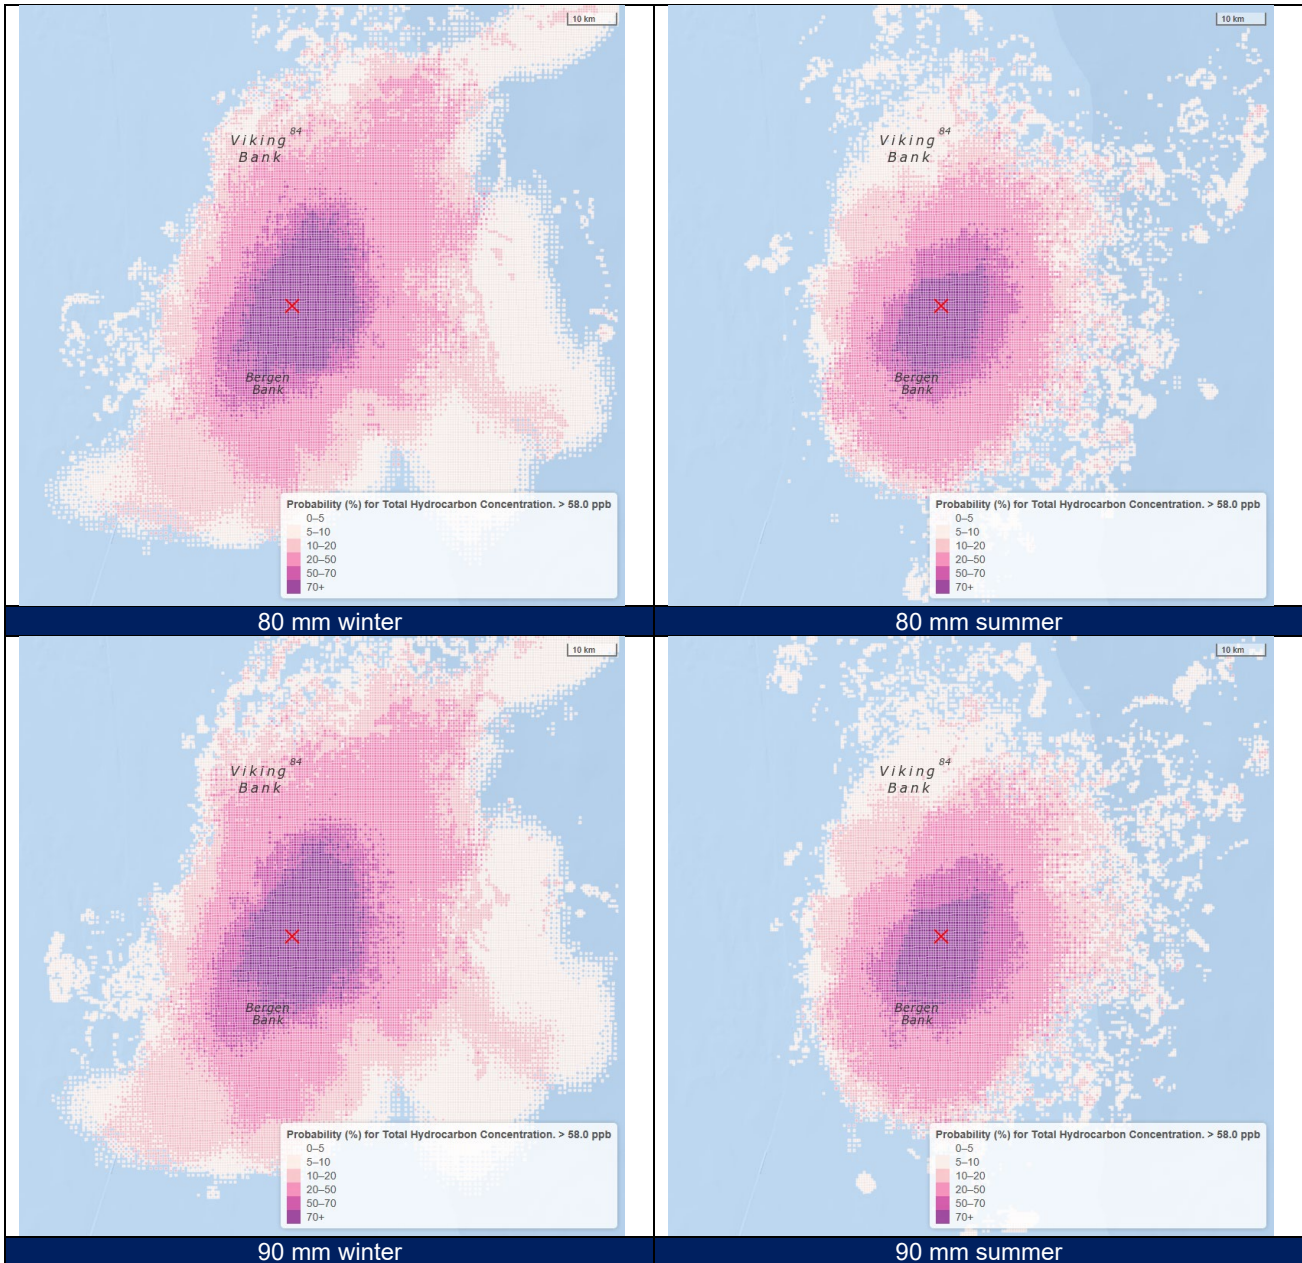 10 km
84
Viking
Bank
Bergen
Bank
Probability (%) for Total Hydrocarbon Concentration. > 58.0 ppb
0–5
5–10
10–20
20–50
50–70
70+
80 mm winter
10 km
84
Viking
Bank
Bergen
Bank
Probability (%) for Total Hydrocarbon Concentration. > 58.0 ppb
0–5
5–10
10–20
20–50
50–70
70+
80 mm summer
10 km
84
Viking
Bank
Bergen
Bank
Probability (%) for Total Hydrocarbon Concentration. > 58.0 ppb
0–5
5–10
10–20
20–50
50–70
70+
90 mm winter
10 km
84
Viking
Bank
Bergen
Bank
Probability (%) for Total Hydrocarbon Concentration. > 58.0 ppb
0–5
5–10
10–20
20–50
50–70
70+
90 mm summer